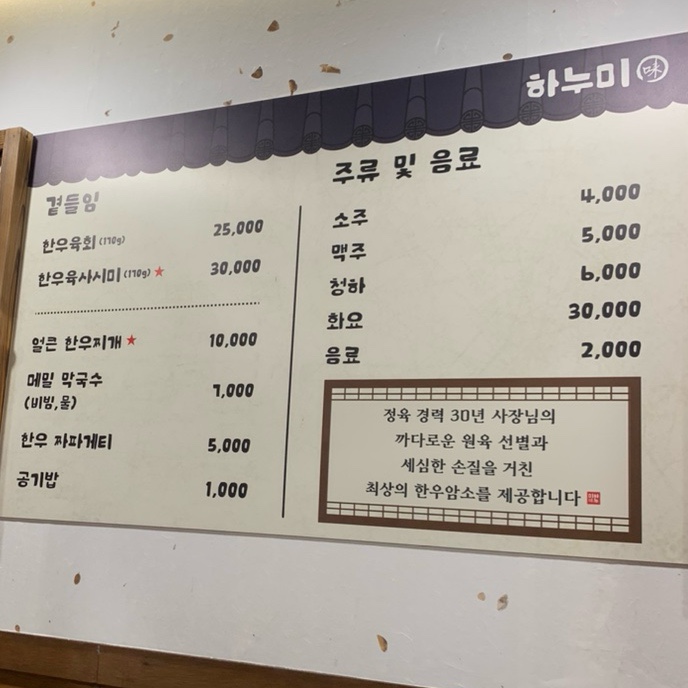 하누미 味
곁들임
한우육회 (170g) 25,000
한우육사시미 (170g) ★ 30,000
얼큰 한우찌개 ★ 10,000
메밀 막국수 7,000
(비빔,물)
한우 짜파게티 5,000
공기밥 1,000
주류 및 음료
소주 4,000
맥주 5,000
청하 6,000
화요 30,000
음료 2,000
정육 경력 30년 사장님의
까다로운 원육 선별과
세심한 손질을 거친
최상의 한우암소를 제공합니다